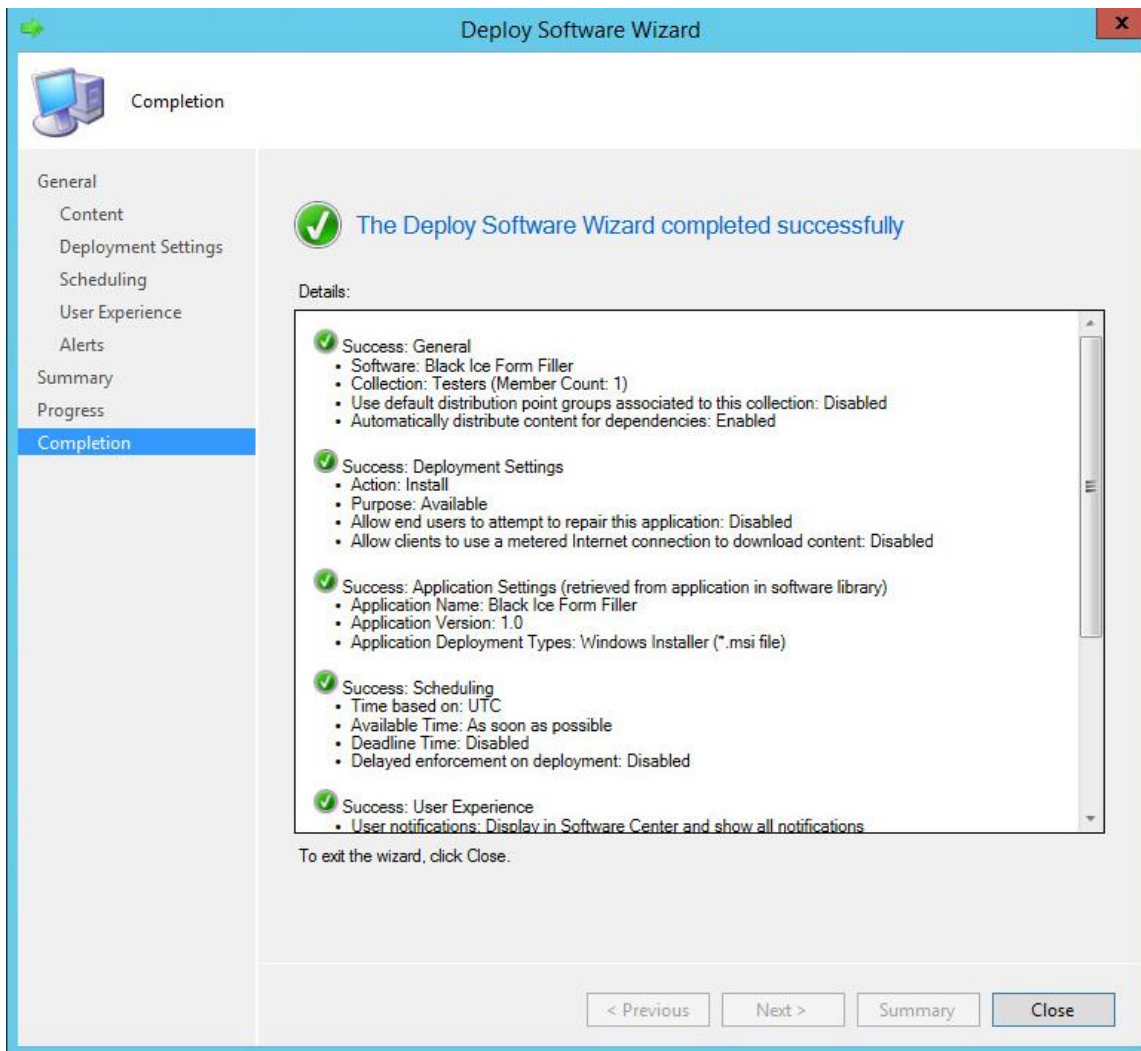 Deploy Software Wizard
x
Completion
General
Content
Deployment Settings
Scheduling
User Experience
Alerts
Summary
Progress
Completion
The Deploy Software Wizard completed successfully
Details:
Success: General
• Software: Black Ice Form Filler
• Collection: Testers (Member Count: 1)
• Use default distribution point groups associated to this collection: Disabled
• Automatically distribute content for dependencies: Enabled
Success: Deployment Settings
• Action: Install
• Purpose: Available
• Allow end users to attempt to repair this application: Disabled
• Allow clients to use a metered Internet connection to download content: Disabled
Success: Application Settings (retrieved from application in software library)
• Application Name: Black Ice Form Filler
• Application Version: 1.0
• Application Deployment Types: Windows Installer (*.msi file)
Success: Scheduling
• Time based on: UTC
• Available Time: As soon as possible
• Deadline Time: Disabled
• Delayed enforcement on deployment: Disabled
Success: User Experience
• User notifications: Display in Software Center and show all notifications
To exit the wizard, click Close.
< Previous
Next >
Summary
Close